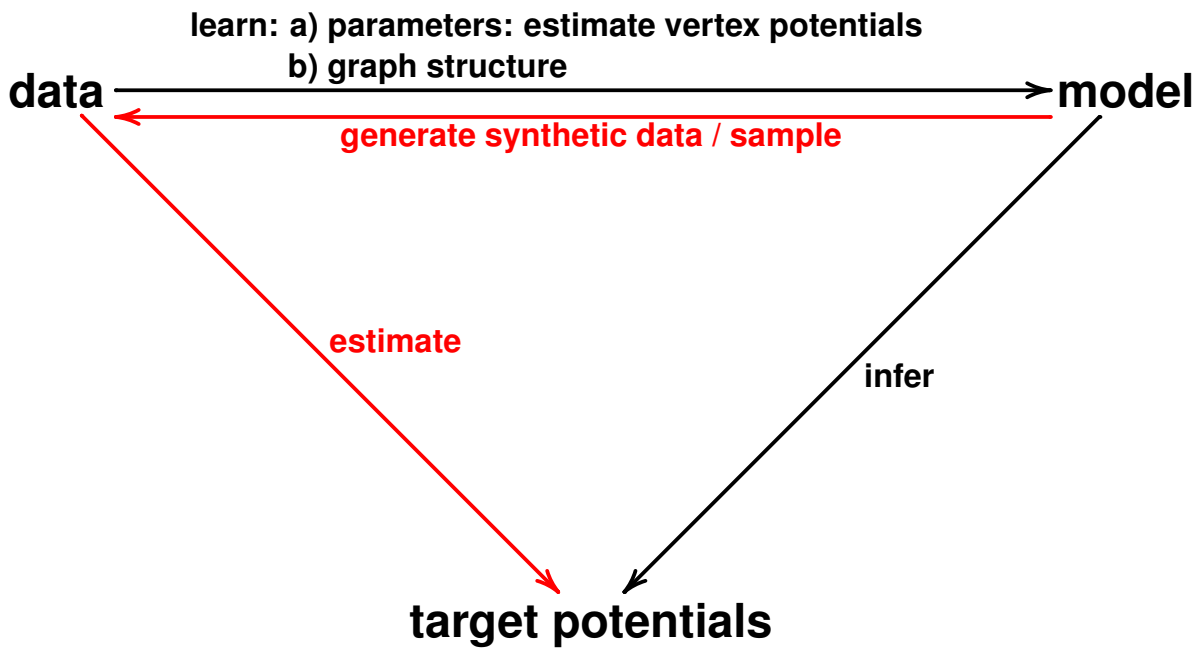 learn: a) parameters: estimate vertex potentials
b) graph structure
data
model
generate synthetic data / sample
estimate
infer
target potentials